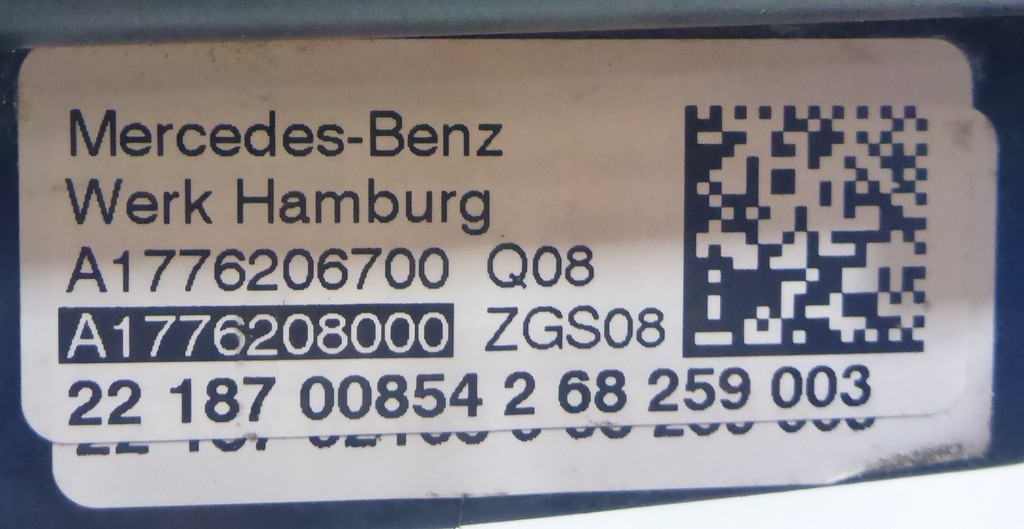 Mercedes-Benz
Werk Hamburg
A1776206700 Q08
A1776208000 ZGS08
22 187 00854 2 68 259 003